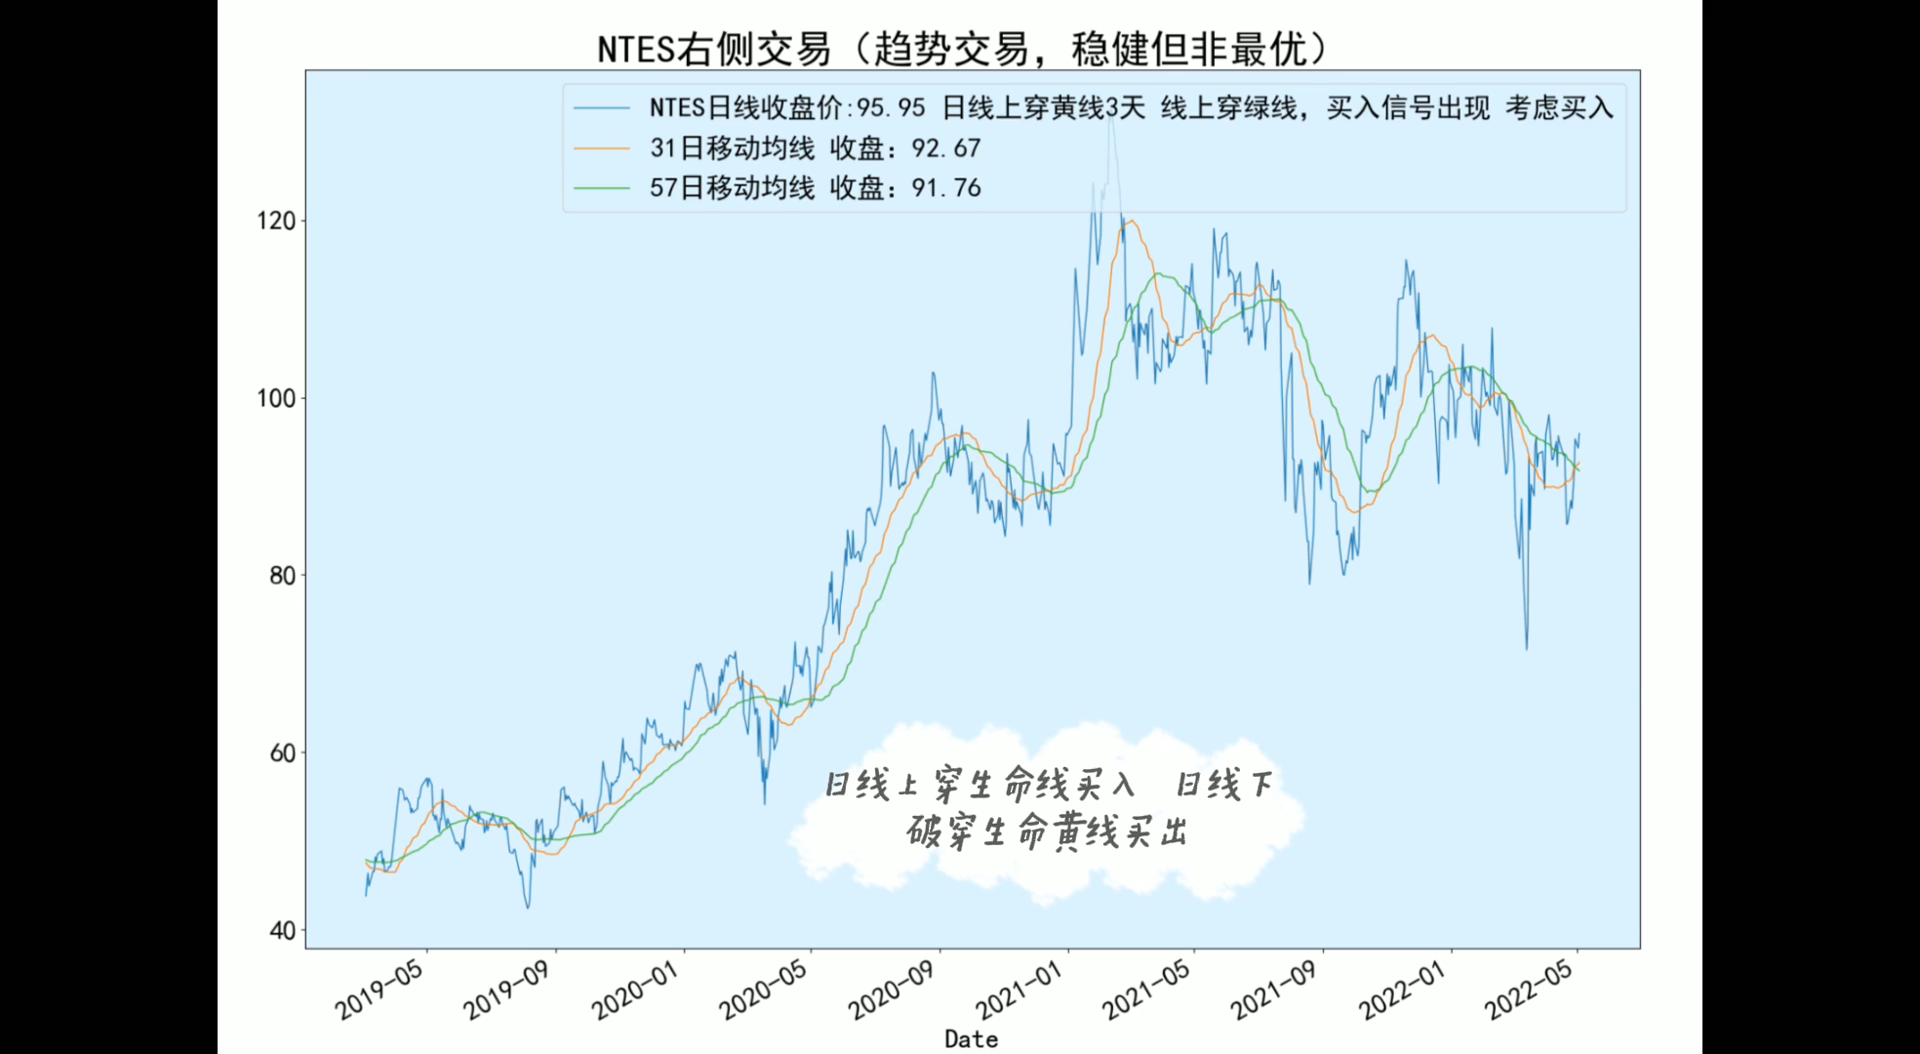 NTES右侧交易（趋势交易，稳健但非最优）
NTES日线收盘价:95.95 日线上穿黄线3天 线上穿绿线，买入信号出现 考虑买入
31日移动均线 收盘：92.67
57日移动均线 收盘：91.76
120
100
80
60
40
日线上穿生命线买入 日线下
破穿生命黄线买出
2019-05
2019-09
2020-01
2020-05
2020-09
2021-01
2021-05
2021-09
2022-01
2022-05
Date